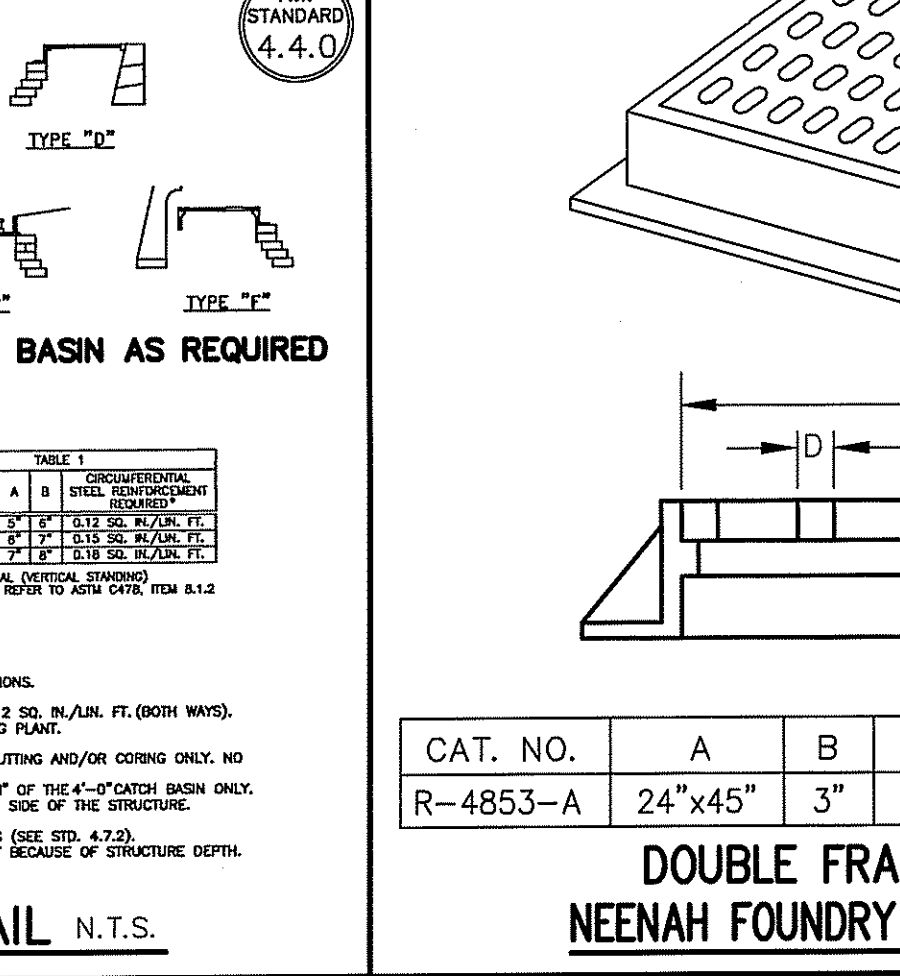 STANDARD
4.4.0
TYPE "D"
TYPE "F"
BASIN AS REQUIRED
TABLE 1
A B CIRCUMFERENTIAL
STEEL REINFORCEMENT
REQUIRED*
5" 6" 0.12 SQ. IN./LIN. FT.
6" 7" 0.15 SQ. IN./LIN. FT.
7" 8" 0.18 SQ. IN./LIN. FT.
(VERTICAL STANDING)
REFER TO ASTM C478, ITEM 8.1.2
2 SQ. IN./LIN. FT. (BOTH WAYS).
PLANT.
AND/OR CORING ONLY. NO
OF THE 4'-0" CATCH BASIN ONLY.
SIDE OF THE STRUCTURE.
(SEE STD. 4.7.2).
BECAUSE OF STRUCTURE DEPTH.
AIL N.T.S.
D
CAT. NO. A B
R-4853-A 24"x45" 3"
DOUBLE FRA
NEENAH FOUNDRY